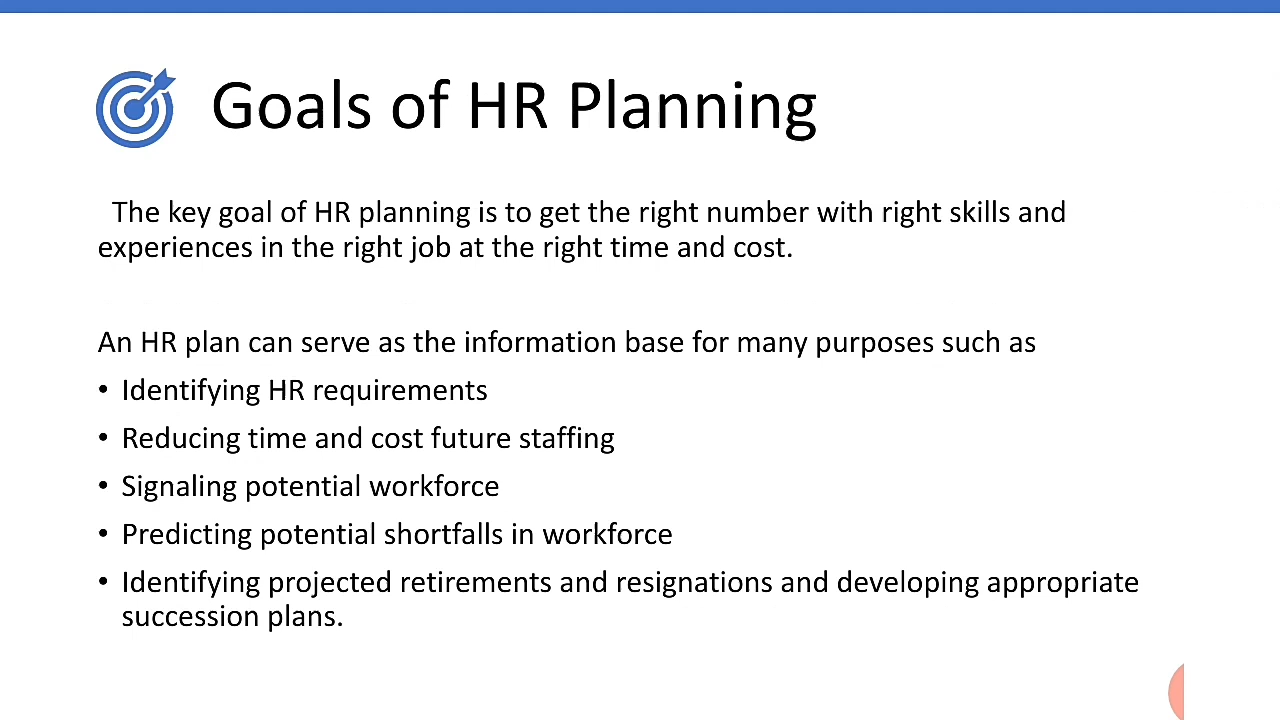 Goals of HR Planning
The key goal of HR planning is to get the right number with right skills and
experiences in the right job at the right time and cost.
An HR plan can serve as the information base for many purposes such as
• Identifying HR requirements
• Reducing time and cost future staffing
• Signaling potential workforce
• Predicting potential shortfalls in workforce
• Identifying projected retirements and resignations and developing appropriate
succession plans.